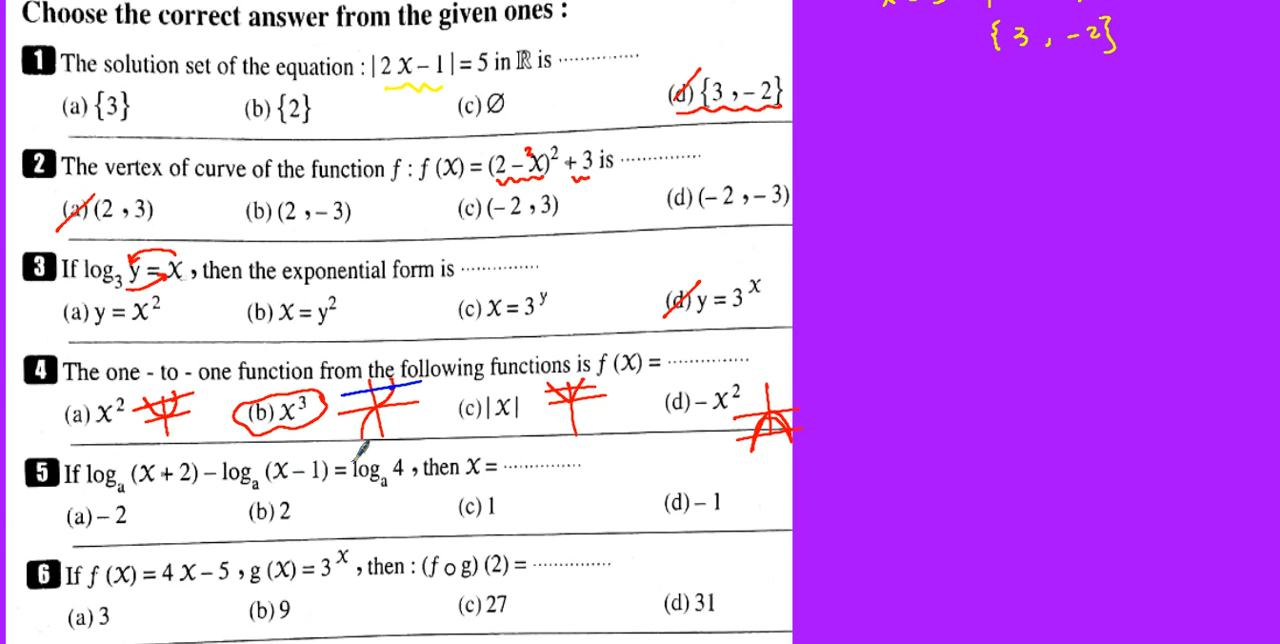 Choose the correct answer from the given ones :
{3 , -2}
1 The solution set of the equation : | 2 X – 1 | = 5 in ℝ is ..............
(a) {3} (b) {2} (c) ∅ (d) {3 , – 2}
2 The vertex of curve of the function f : f (X) = (2 – X)² + 3 is ..............
(a) (2 , 3) (b) (2 , – 3) (c) (– 2 , 3) (d) (– 2 , – 3)
3 If log₃ y = X , then the exponential form is ..............
(a) y = X² (b) X = y² (c) X = 3^y (d) y = 3^X
4 The one - to - one function from the following functions is f (X) = ..............
(a) X² (b) X³ (c) | X | (d) – X²
5 If logₐ (X + 2) – logₐ (X – 1) = logₐ 4 , then X = ..............
(a) – 2 (b) 2 (c) 1 (d) – 1
6 If f (X) = 4 X – 5 , g (X) = 3^X , then : (f o g) (2) = ..............
(a) 3 (b) 9 (c) 27 (d) 31